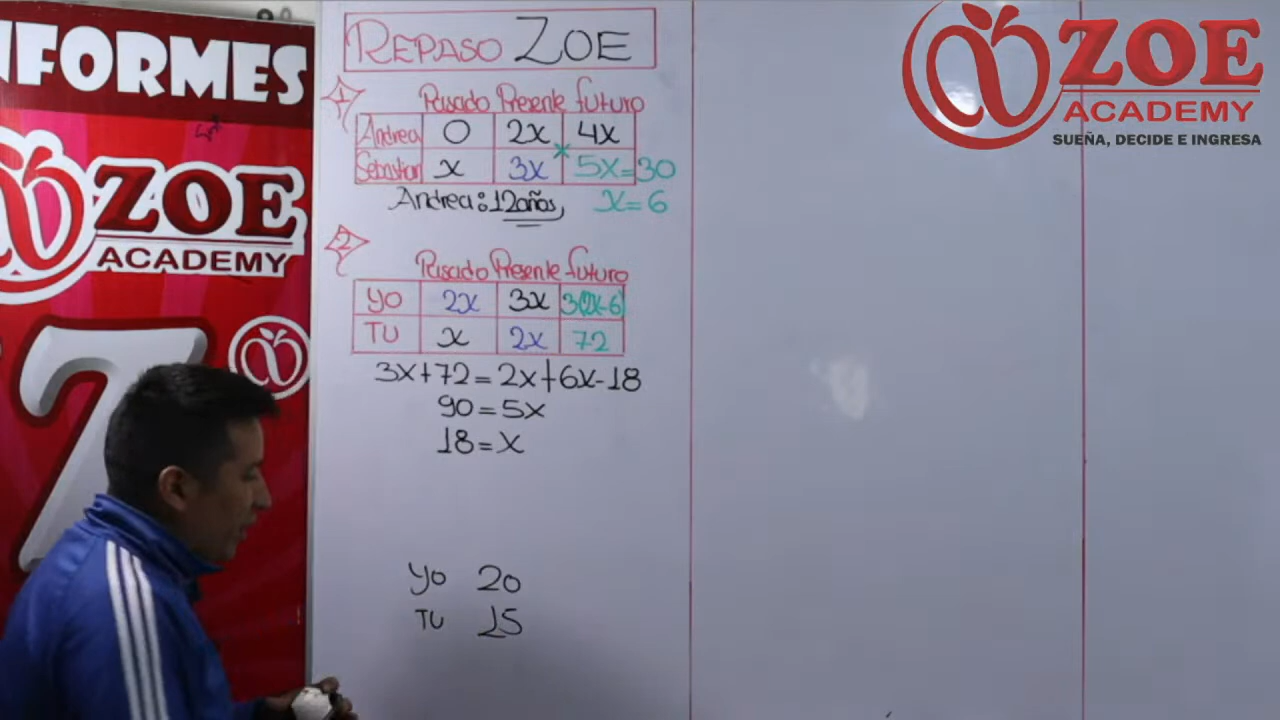 INFORMES
ZOE
ACADEMY
7
REPASO ZOE
1
Pasado Presente futuro
Andrea 0 2x 4x
Sebastian x 3x 5x=30
Andrea: 12años, x=6
2
Pasado Presente futuro
YO 2x 3x 3(2x-6)
TU x 2x 72
3x+72=2x+6x-18
90=5x
18=x
YO 20
TU 15
ZOE
ACADEMY
SUEÑA, DECIDE E INGRESA